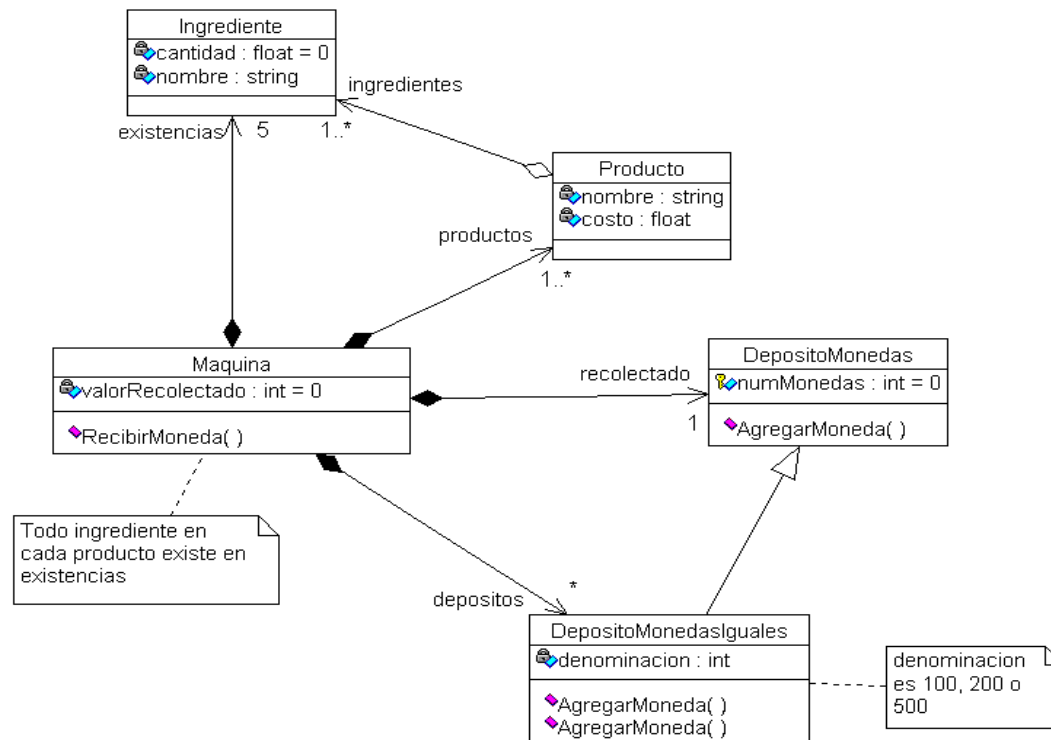 Ingrediente
cantidad : float = 0
nombre : string
ingredientes
existencias
5
1..*
Producto
nombre : string
costo : float
productos
1..*
Maquina
valorRecolectado : int = 0
RecibirMoneda( )
recolectado
1
DepositoMonedas
numMonedas : int = 0
AgregarMoneda( )
Todo ingrediente en
cada producto existe en
existencias
depositos
*
DepositoMonedasIguales
denominacion : int
AgregarMoneda( )
AgregarMoneda( )
denominacion
es 100, 200 o
500